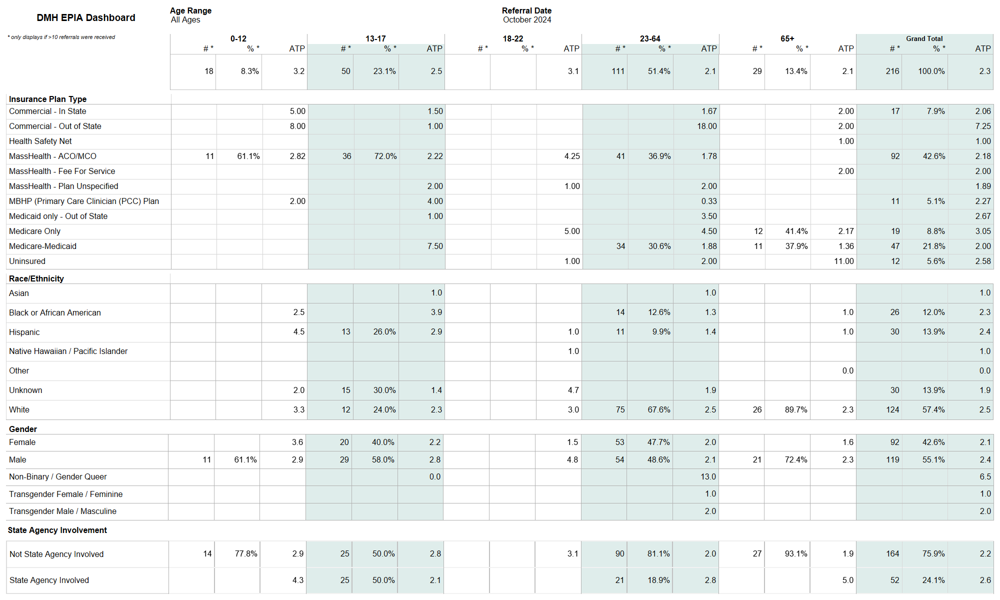 DMH EPIA Dashboard
Age Range
All Ages
Referral Date
October 2024
* only displays if >10 referrals were received
0-12 13-17 18-22 23-64 65+ Grand Total
# * % * ATP # * % * ATP # * % * ATP # * % * ATP # * % * ATP # * % * ATP
18 8.3% 3.2 50 23.1% 2.5 3.1 111 51.4% 2.1 29 13.4% 2.1 216 100.0% 2.3
Insurance Plan Type
Commercial - In State 5.00 1.50 1.67 2.00 17 7.9% 2.06
Commercial - Out of State 8.00 1.00 18.00 2.00 7.25
Health Safety Net 1.00 1.00
MassHealth - ACO/MCO 11 61.1% 2.82 36 72.0% 2.22 4.25 41 36.9% 1.78 92 42.6% 2.18
MassHealth - Fee For Service 2.00 2.00
MassHealth - Plan Unspecified 2.00 1.00 2.00 1.89
MBHP (Primary Care Clinician (PCC) Plan 2.00 4.00 0.33 11 5.1% 2.27
Medicaid only - Out of State 1.00 3.50 2.67
Medicare Only 5.00 4.50 12 41.4% 2.17 19 8.8% 3.05
Medicare-Medicaid 7.50 34 30.6% 1.88 11 37.9% 1.36 47 21.8% 2.00
Uninsured 1.00 2.00 11.00 12 5.6% 2.58
Race/Ethnicity
Asian 1.0 1.0 1.0
Black or African American 2.5 3.9 14 12.6% 1.3 1.0 26 12.0% 2.3
Hispanic 4.5 13 26.0% 2.9 1.0 11 9.9% 1.4 1.0 30 13.9% 2.4
Native Hawaiian / Pacific Islander 1.0 1.0
Other 0.0 0.0
Unknown 2.0 15 30.0% 1.4 4.7 1.9 30 13.9% 1.9
White 3.3 12 24.0% 2.3 3.0 75 67.6% 2.5 26 89.7% 2.3 124 57.4% 2.5
Gender
Female 3.6 20 40.0% 2.2 1.5 53 47.7% 2.0 1.6 92 42.6% 2.1
Male 11 61.1% 2.9 29 58.0% 2.8 4.8 54 48.6% 2.1 21 72.4% 2.3 119 55.1% 2.4
Non-Binary / Gender Queer 0.0 13.0 6.5
Transgender Female / Feminine 1.0 1.0
Transgender Male / Masculine 2.0 2.0
State Agency Involvement
Not State Agency Involved 14 77.8% 2.9 25 50.0% 2.8 3.1 90 81.1% 2.0 27 93.1% 1.9 164 75.9% 2.2
State Agency Involved 4.3 25 50.0% 2.1 21 18.9% 2.8 5.0 52 24.1% 2.6